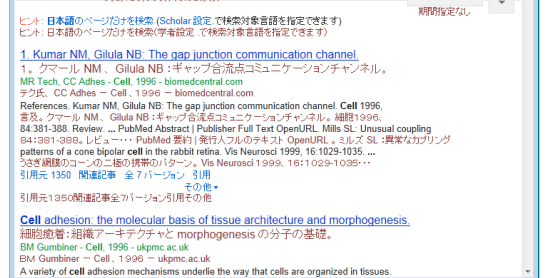 期間指定なし
ヒント: 日本語のページだけを検索 (Scholar 設定 .で検索対象言語を指定できます)
ヒント: 日本語のページだけを検索(学者設定 .で検索対象言語を指定できます)
1. Kumar NM, Gilula NB: The gap junction communication channel.
1。クマール NM 、 Gilula NB :ギャップ合流点コミュニケーションチャンネル。
MR Tech, CC Adhes - Cell, 1996 - biomedcentral.com
テク氏、 CC Adhes − Cell 、 1996 − biomedcentral.com
References. Kumar NM, Gilula NB: The gap junction communication channel. Cell 1996,
言及。クマール NM 、 Gilula NB :ギャップ合流点コミュニケーションチャンネル。細胞1996、
84:381-388. Review. ... PubMed Abstract | Publisher Full Text OpenURL. Mills SL: Unusual coupling
84:381-388。レビュー・・・ PubMed 要約 | 発行人フルのテキスト OpenURL 。ミルズ SL :異常なカップリング
patterns of a cone bipolar cell in the rabbit retina. Vis Neurosci 1999, 16:1029-1035. ...
うさぎ網膜のコーンの二極の携帯のパターン。 Vis Neurosci 1999、 16:1029-1035・・・
引用元 1350 関連記事 全 7 バージョン 引用
その他
引用元1350関連記事全7バージョン引用その他
Cell adhesion: the molecular basis of tissue architecture and morphogenesis.
細胞癒着:組織アーキテクチャと morphogenesis の分子の基礎。
BM Gumbiner - Cell, 1996 - ukpmc.ac.uk
BM Gumbiner − Cell 、 1996 − ukpmc.ac.uk
A variety of cell adhesion mechanisms underlie the way that cells are organized in tissues.